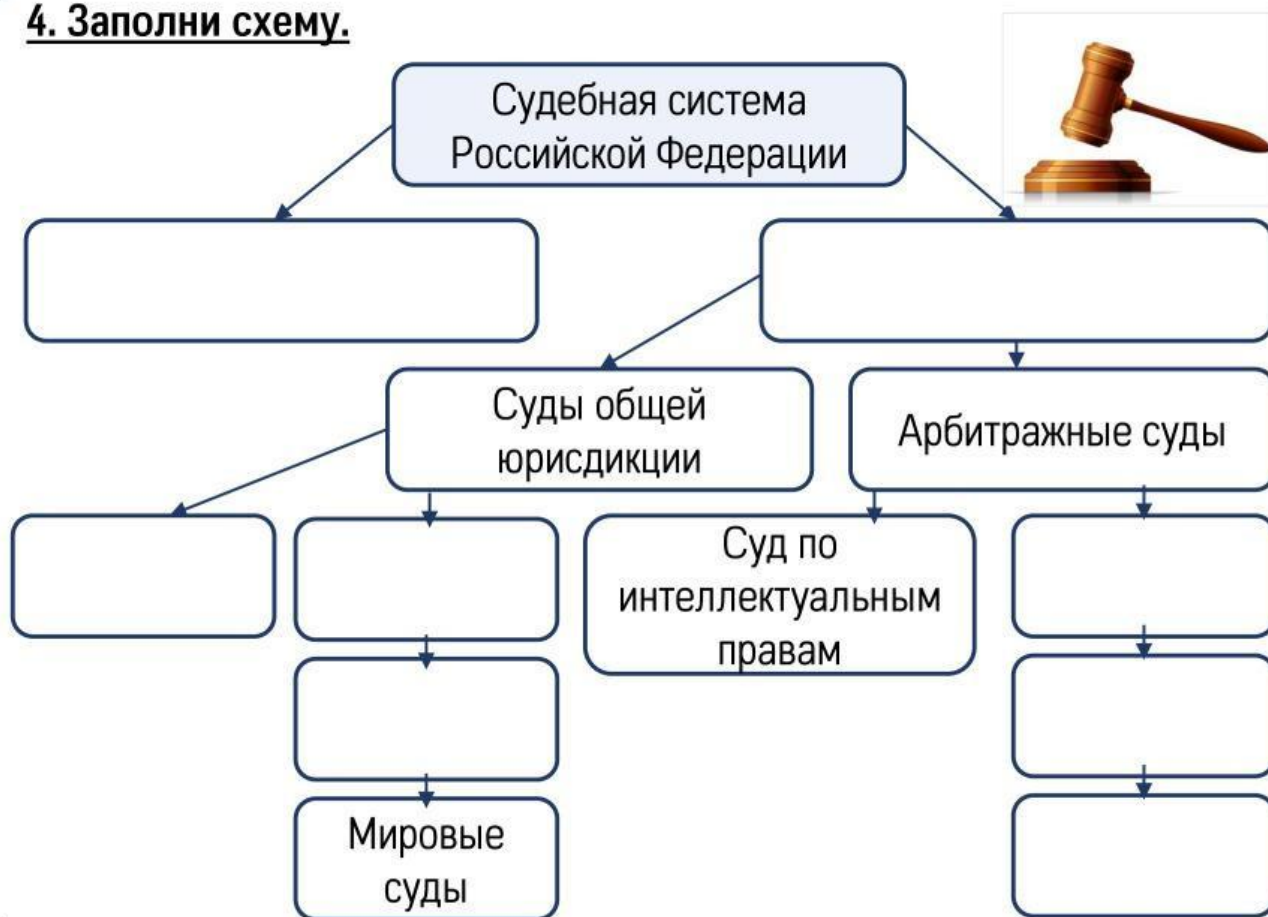 4. Заполни схему.
Судебная система
Российской Федерации
Суды общей
юрисдикции
Арбитражные суды
Суд по
интеллектуальным
правам
Мировые
суды